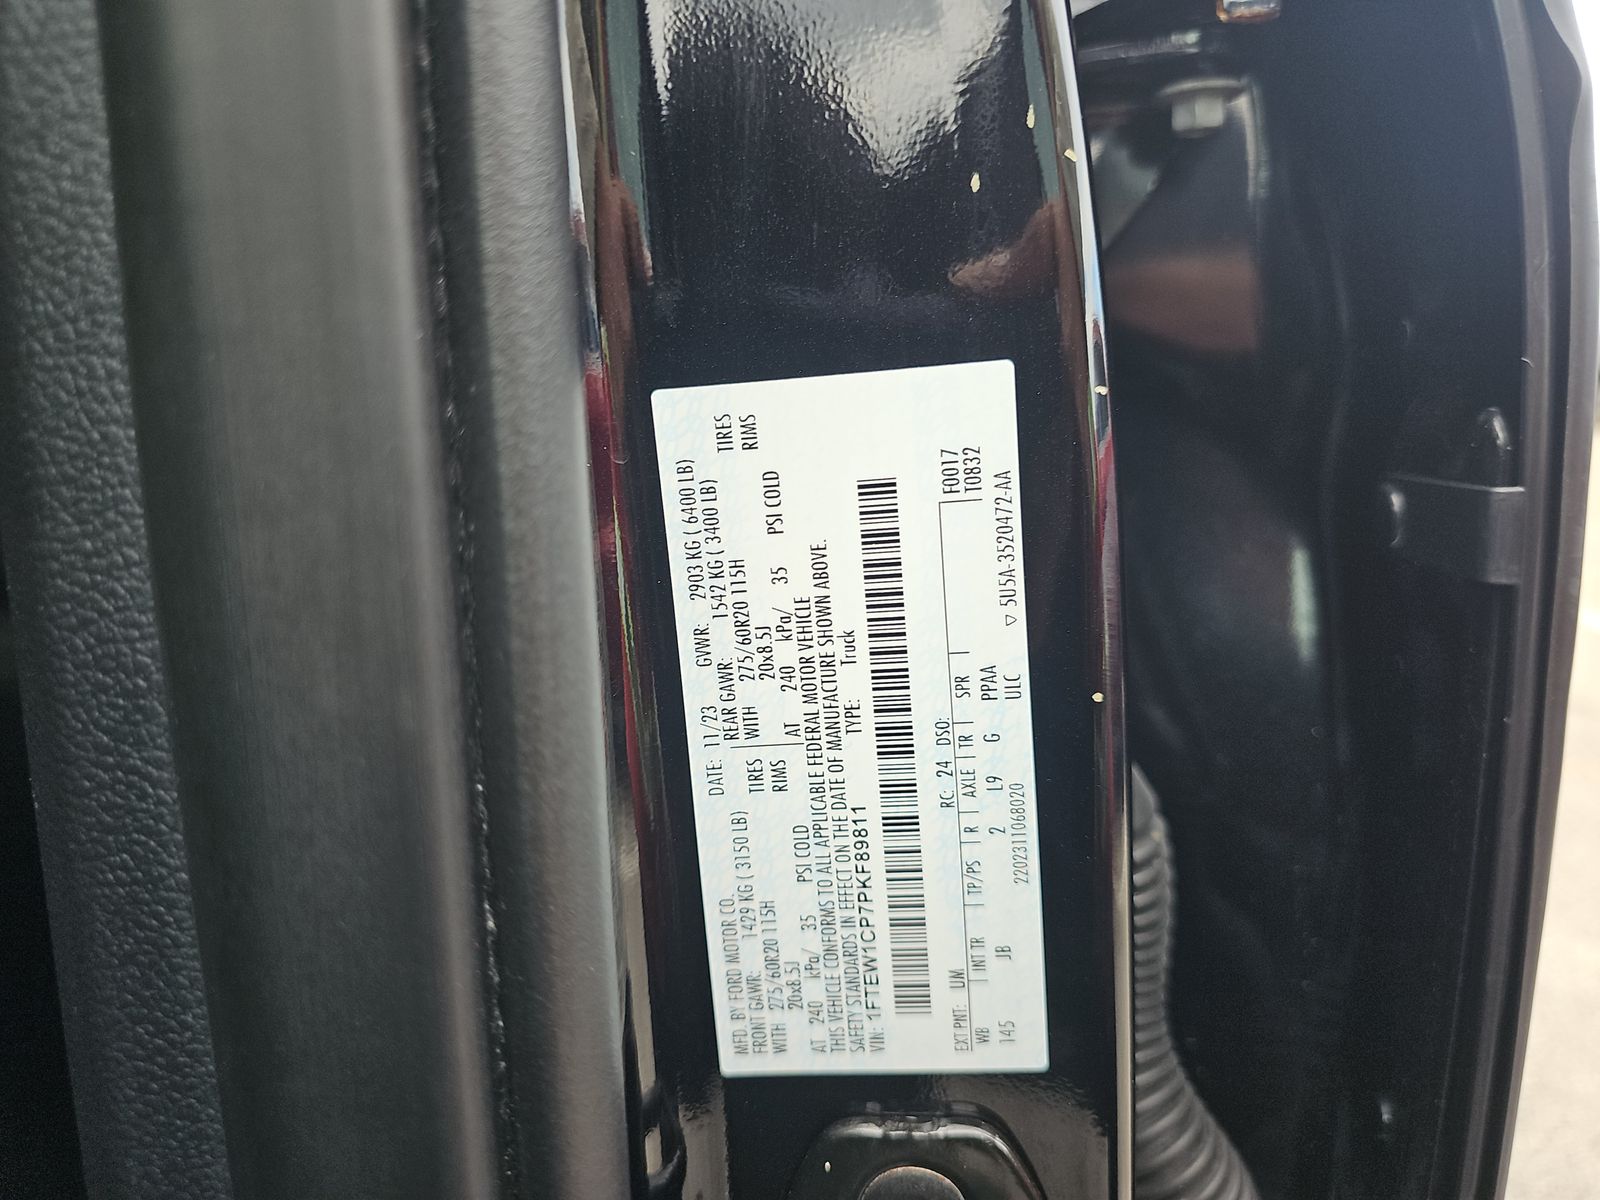 MFD. BY FORD MOTOR CO.
DATE: 11/23 GVWR: 2903 KG ( 6400 LB)
FRONT GAWR: 1429 KG ( 3150 LB) REAR GAWR: 1542 KG ( 3400 LB)
WITH 275/60R20 115H TIRES WITH 275/60R20 115H TIRES
20x8.5J RIMS 20x8.5J RIMS
AT 240 kPa/ 35 PSI COLD AT 240 kPa/ 35 PSI COLD
THIS VEHICLE CONFORMS TO ALL APPLICABLE FEDERAL MOTOR VEHICLE
SAFETY STANDARDS IN EFFECT ON THE DATE OF MANUFACTURE SHOWN ABOVE.
VIN: 1FTEW1CP7PKF89811 TYPE: Truck
EXT PNT: UM RC: 24 DSO: F0017
WB INT TR TP/PS R AXLE TR SPR T0832
145 JB 2 L9 G PPAA
2202311068020 ULC ▽ 5U5A-3520472-AA